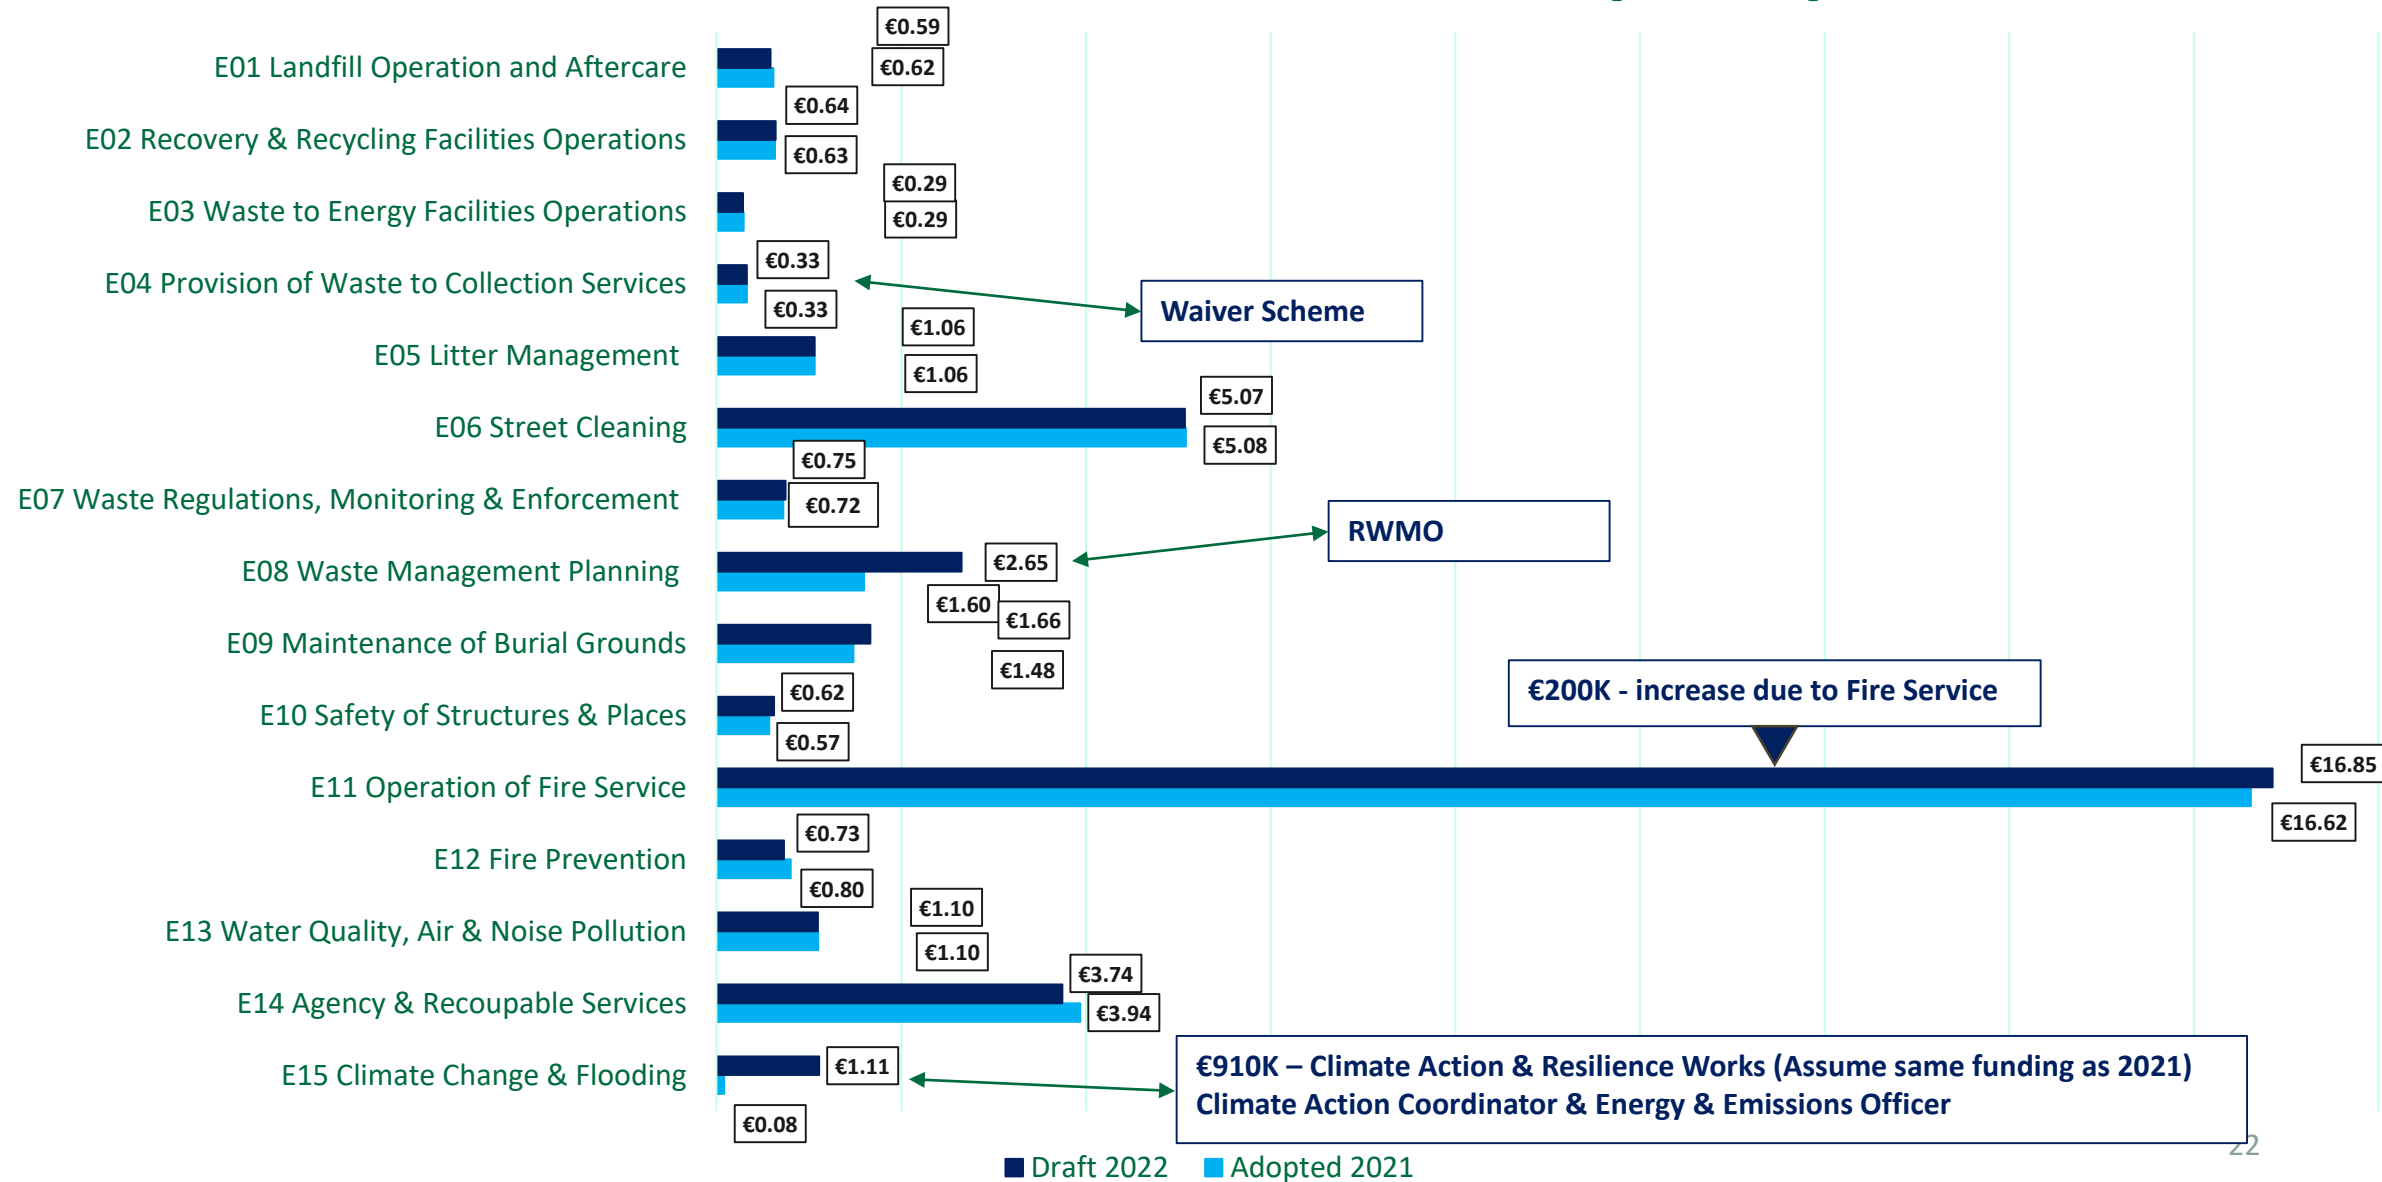 €0.59
E01 Landfill Operation and Aftercare
€0.62
€0.64
E02 Recovery & Recycling Facilities Operations
€0.63
€0.29
E03 Waste to Energy Facilities Operations
€0.29
€0.33
E04 Provision of Waste to Collection Services
€0.33
Waiver Scheme
€1.06
E05 Litter Management
€1.06
€5.07
E06 Street Cleaning
€5.08
€0.75
E07 Waste Regulations, Monitoring & Enforcement
€0.72
RWMO
E08 Waste Management Planning
€2.65
€1.60
€1.66
E09 Maintenance of Burial Grounds
€1.48
€0.62
E10 Safety of Structures & Places
€0.57
€200K - increase due to Fire Service
€16.85
E11 Operation of Fire Service
€16.62
€0.73
E12 Fire Prevention
€0.80
€1.10
E13 Water Quality, Air & Noise Pollution
€1.10
€3.74
E14 Agency & Recoupable Services
€3.94
E15 Climate Change & Flooding
€1.11
€0.08
€910K – Climate Action & Resilience Works (Assume same funding as 2021)
Climate Action Coordinator & Energy & Emissions Officer
22
Draft 2022
Adopted 2021